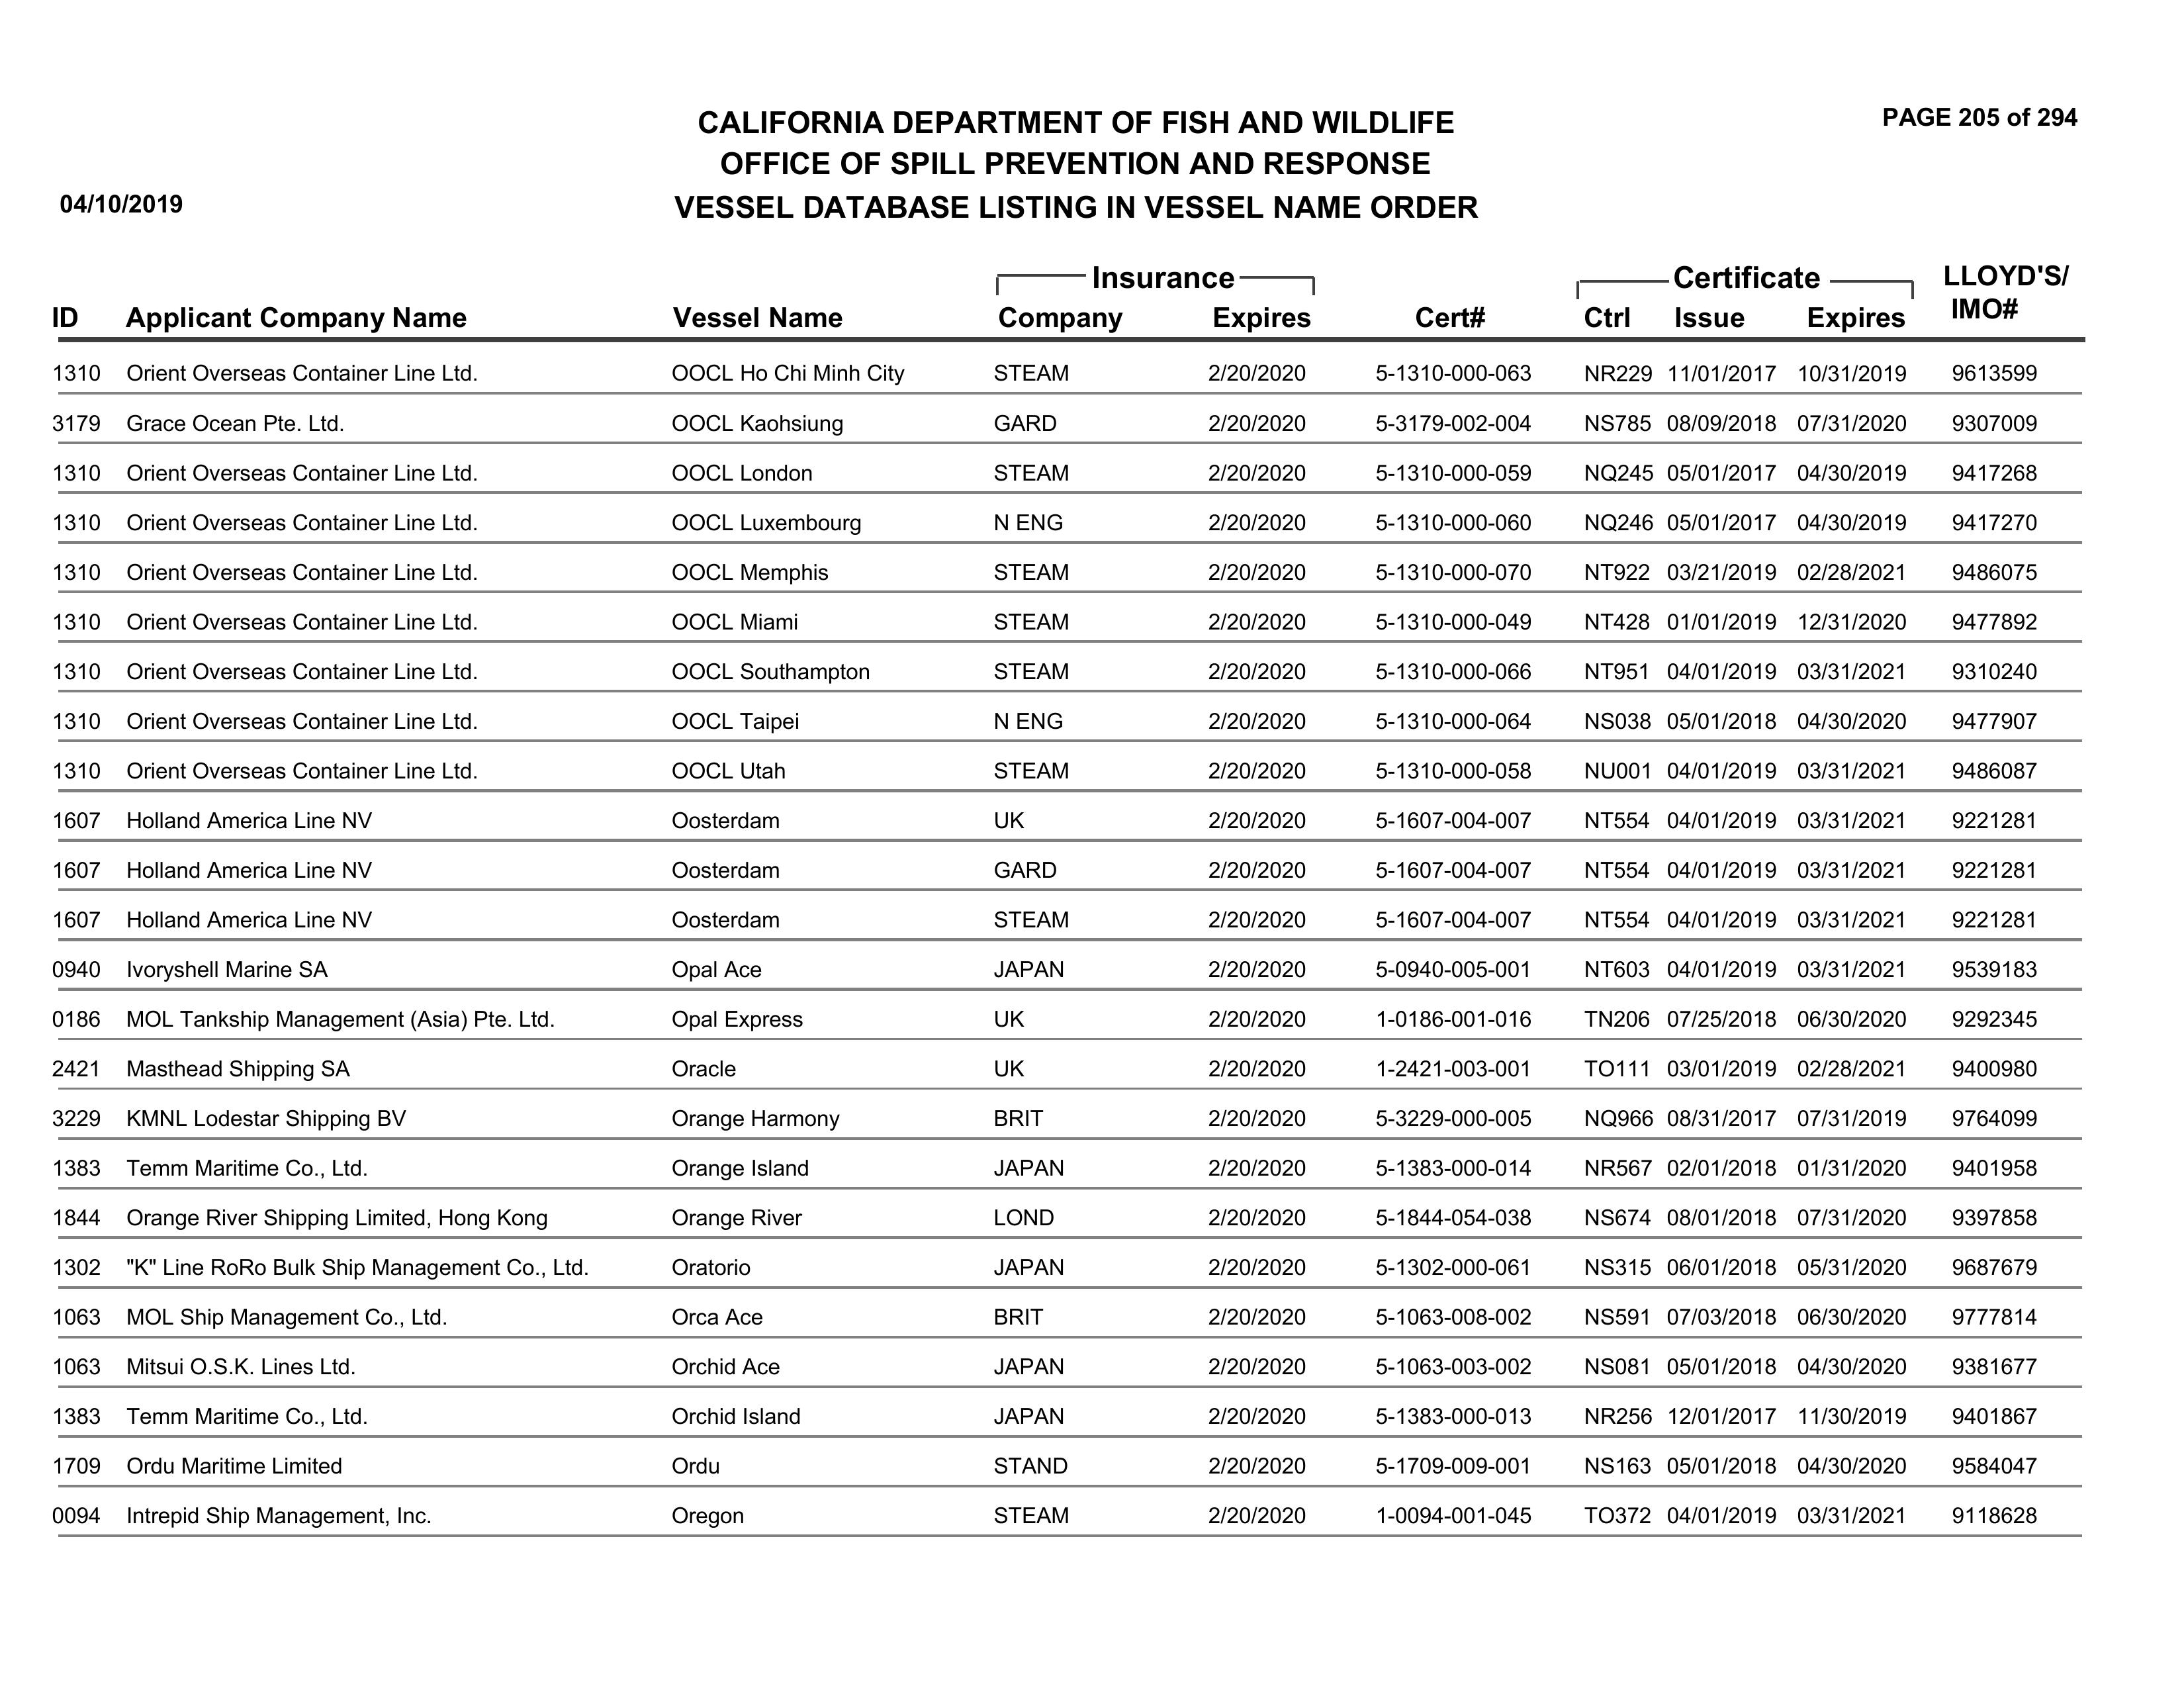 PAGE 205 of 294
CALIFORNIA DEPARTMENT OF FISH AND WILDLIFE
OFFICE OF SPILL PREVENTION AND RESPONSE
04/10/2019 VESSEL DATABASE LISTING IN VESSEL NAME ORDER
Insurance Certificate LLOYD'S/
ID Applicant Company Name Vessel Name Company Expires Cert# Ctrl Issue Expires IMO#
1310 Orient Overseas Container Line Ltd. OOCL Ho Chi Minh City STEAM 2/20/2020 5-1310-000-063 NR229 11/01/2017 10/31/2019 9613599
3179 Grace Ocean Pte. Ltd. OOCL Kaohsiung GARD 2/20/2020 5-3179-002-004 NS785 08/09/2018 07/31/2020 9307009
1310 Orient Overseas Container Line Ltd. OOCL London STEAM 2/20/2020 5-1310-000-059 NQ245 05/01/2017 04/30/2019 9417268
1310 Orient Overseas Container Line Ltd. OOCL Luxembourg N ENG 2/20/2020 5-1310-000-060 NQ246 05/01/2017 04/30/2019 9417270
1310 Orient Overseas Container Line Ltd. OOCL Memphis STEAM 2/20/2020 5-1310-000-070 NT922 03/21/2019 02/28/2021 9486075
1310 Orient Overseas Container Line Ltd. OOCL Miami STEAM 2/20/2020 5-1310-000-049 NT428 01/01/2019 12/31/2020 9477892
1310 Orient Overseas Container Line Ltd. OOCL Southampton STEAM 2/20/2020 5-1310-000-066 NT951 04/01/2019 03/31/2021 9310240
1310 Orient Overseas Container Line Ltd. OOCL Taipei N ENG 2/20/2020 5-1310-000-064 NS038 05/01/2018 04/30/2020 9477907
1310 Orient Overseas Container Line Ltd. OOCL Utah STEAM 2/20/2020 5-1310-000-058 NU001 04/01/2019 03/31/2021 9486087
1607 Holland America Line NV Oosterdam UK 2/20/2020 5-1607-004-007 NT554 04/01/2019 03/31/2021 9221281
1607 Holland America Line NV Oosterdam GARD 2/20/2020 5-1607-004-007 NT554 04/01/2019 03/31/2021 9221281
1607 Holland America Line NV Oosterdam STEAM 2/20/2020 5-1607-004-007 NT554 04/01/2019 03/31/2021 9221281
0940 Ivoryshell Marine SA Opal Ace JAPAN 2/20/2020 5-0940-005-001 NT603 04/01/2019 03/31/2021 9539183
0186 MOL Tankship Management (Asia) Pte. Ltd. Opal Express UK 2/20/2020 1-0186-001-016 TN206 07/25/2018 06/30/2020 9292345
2421 Masthead Shipping SA Oracle UK 2/20/2020 1-2421-003-001 TO111 03/01/2019 02/28/2021 9400980
3229 KMNL Lodestar Shipping BV Orange Harmony BRIT 2/20/2020 5-3229-000-005 NQ966 08/31/2017 07/31/2019 9764099
1383 Temm Maritime Co., Ltd. Orange Island JAPAN 2/20/2020 5-1383-000-014 NR567 02/01/2018 01/31/2020 9401958
1844 Orange River Shipping Limited, Hong Kong Orange River LOND 2/20/2020 5-1844-054-038 NS674 08/01/2018 07/31/2020 9397858
1302 "K" Line RoRo Bulk Ship Management Co., Ltd. Oratorio JAPAN 2/20/2020 5-1302-000-061 NS315 06/01/2018 05/31/2020 9687679
1063 MOL Ship Management Co., Ltd. Orca Ace BRIT 2/20/2020 5-1063-008-002 NS591 07/03/2018 06/30/2020 9777814
1063 Mitsui O.S.K. Lines Ltd. Orchid Ace JAPAN 2/20/2020 5-1063-003-002 NS081 05/01/2018 04/30/2020 9381677
1383 Temm Maritime Co., Ltd. Orchid Island JAPAN 2/20/2020 5-1383-000-013 NR256 12/01/2017 11/30/2019 9401867
1709 Ordu Maritime Limited Ordu STAND 2/20/2020 5-1709-009-001 NS163 05/01/2018 04/30/2020 9584047
0094 Intrepid Ship Management, Inc. Oregon STEAM 2/20/2020 1-0094-001-045 TO372 04/01/2019 03/31/2021 9118628